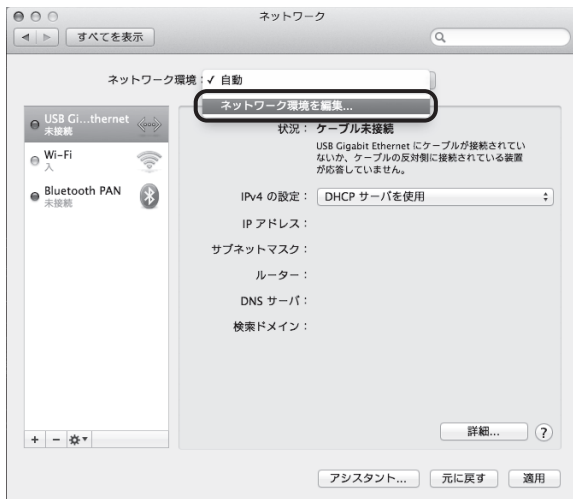 ネットワーク
すべてを表示
ネットワーク環境：✓ 自動
ネットワーク環境を編集...
USB Gi...thernet
未接続
Wi-Fi
入
Bluetooth PAN
未接続
状況： ケーブル未接続
USB Gigabit Ethernet にケーブルが接続されてい
ないか、ケーブルの反対側に接続されている装置
が応答していません。
IPv4 の設定： DHCP サーバを使用
IP アドレス：
サブネットマスク：
ルーター：
DNS サーバ：
検索ドメイン：
詳細... ?
+ −
アシスタント... 元に戻す 適用